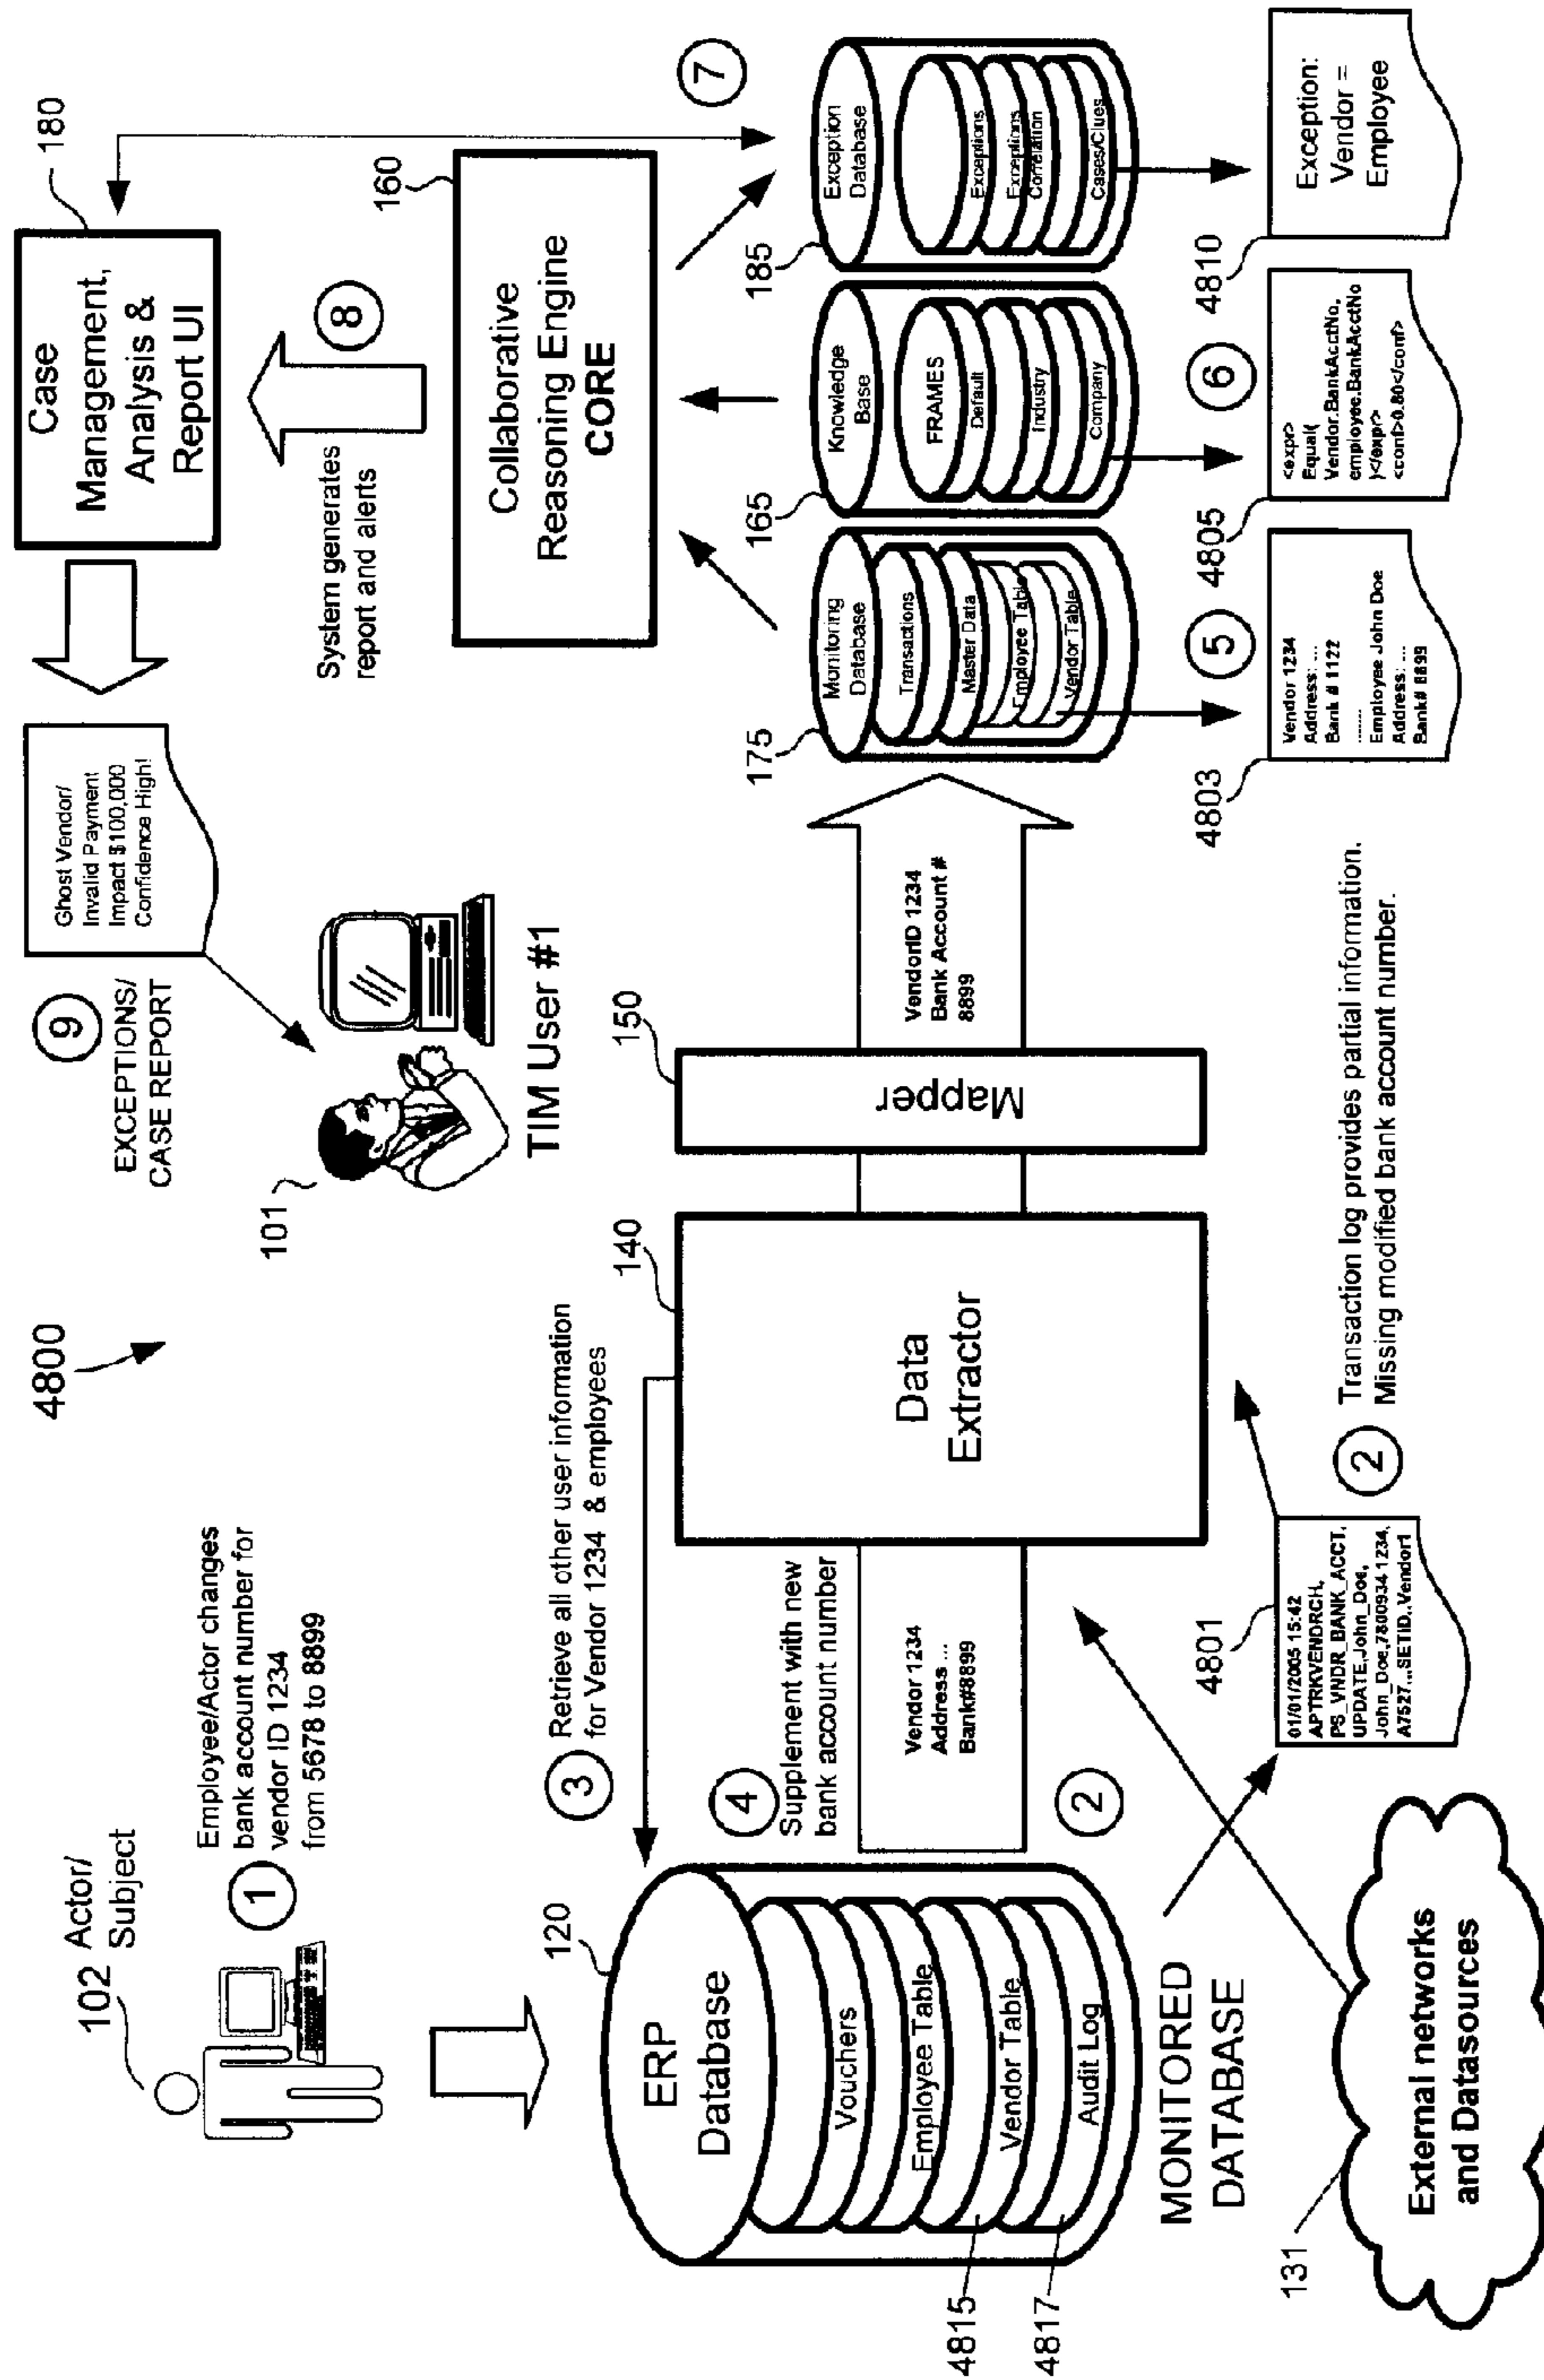 4800
102 Actor/
Subject
1
Employee/Actor changes
bank account number for
vendor ID 1234
from 5678 to 8899
120
ERP
Database
Vouchers
Employee Table
Vendor Table
Audit Log
4815
4817
MONITORED
DATABASE
131
External networks
and Datasources
3
Retrieve all other user information
for Vendor 1234 & employees
4
Supplement with new
bank account number
Vendor 1234
Address ...
Bank#8899
2
4801
01/01/2005 15:42
APTRKVENDRCH,
PS_VNDR_BANK_ACCT,
UPDATE,John_Doe,
John_Doe,7800934 1234,
A7527...SETID..Vendor1
2
Transaction log provides partial information.
Missing modified bank account number.
140
Data
Extractor
150
Mapper
VendorID 1234
Bank Account #
8899
101
TIM User #1
9
EXCEPTIONS/
CASE REPORT
Ghost Vendor/
Invalid Payment
Impact $100,000
Confidence High!
180
Case
Management,
Analysis &
Report UI
8
System generates
report and alerts
160
Collaborative
Reasoning Engine
CORE
7
175
Monitoring
Database
Transactions
Master Data
Employee Table
Vendor Table
165
Knowledge
Base
FRAMES
Default
Industry
Company
185
Exception
Database
Exceptions
Exceptions
Correlation
Cases/Clues
5
4803
Vendor 1234
Address: ...
Bank # 1122
......
Employee John Doe
Address: ...
Bank# 8899
6
4805
<expr>
Equal(
Vendor.BankAcctNo,
employee.BankAcctNo
)</expr>
<conf>0.80</conf>
4810
Exception:
Vendor =
Employee